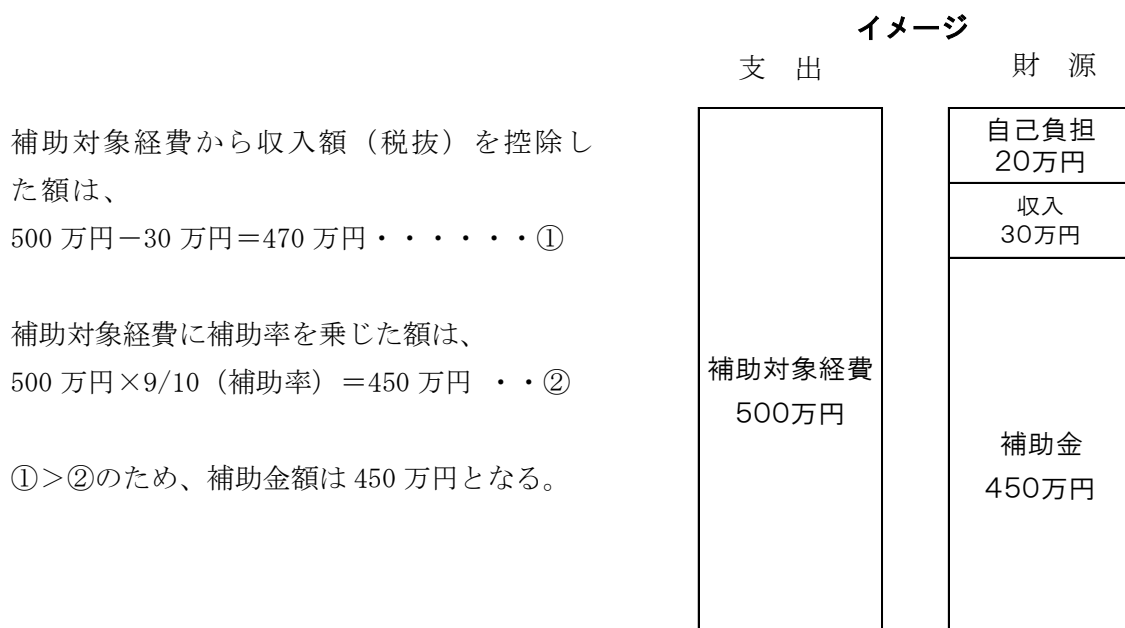 イメージ
支 出
財 源
補助対象経費から収入額（税抜）を控除し
た額は、
500 万円－30 万円＝470 万円・・・・・・①
補助対象経費に補助率を乗じた額は、
500 万円×9/10（補助率）＝450 万円 ・・②
①＞②のため、補助金額は 450 万円となる。
補助対象経費
500万円
自己負担
20万円
収入
30万円
補助金
450万円